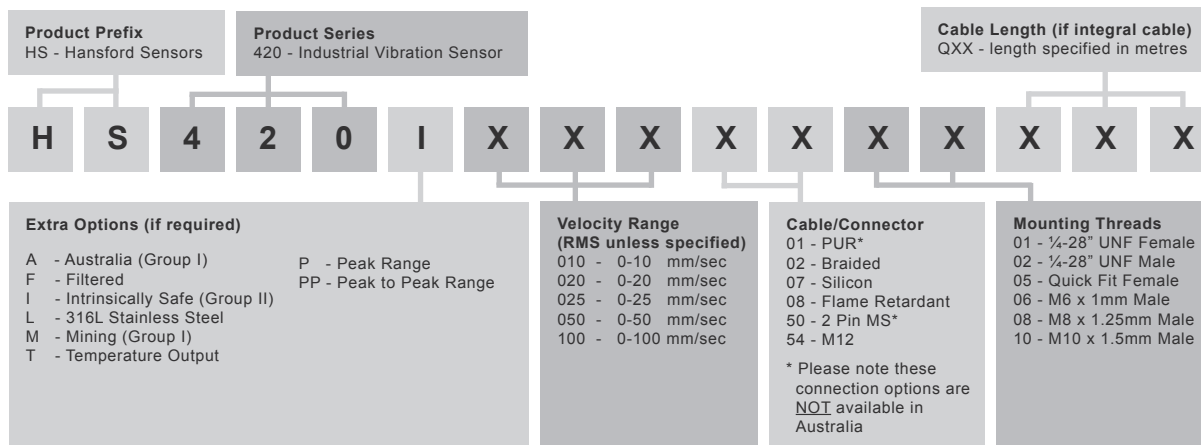 Product Prefix
HS - Hansford Sensors
Product Series
420 - Industrial Vibration Sensor
Cable Length (if integral cable)
QXX - length specified in metres
H S 4 2 0 I X X X X X X X X X X
Extra Options (if required)
A - Australia (Group I)
F - Filtered
I - Intrinsically Safe (Group II)
L - 316L Stainless Steel
M - Mining (Group I)
T - Temperature Output
P - Peak Range
PP - Peak to Peak Range
Velocity Range
(RMS unless specified)
010 - 0-10 mm/sec
020 - 0-20 mm/sec
025 - 0-25 mm/sec
050 - 0-50 mm/sec
100 - 0-100 mm/sec
Cable/Connector
01 - PUR*
02 - Braided
07 - Silicon
08 - Flame Retardant
50 - 2 Pin MS*
54 - M12
* Please note these
connection options are
NOT available in
Australia
Mounting Threads
01 - ¼-28” UNF Female
02 - ¼-28” UNF Male
05 - Quick Fit Female
06 - M6 x 1mm Male
08 - M8 x 1.25mm Male
10 - M10 x 1.5mm Male